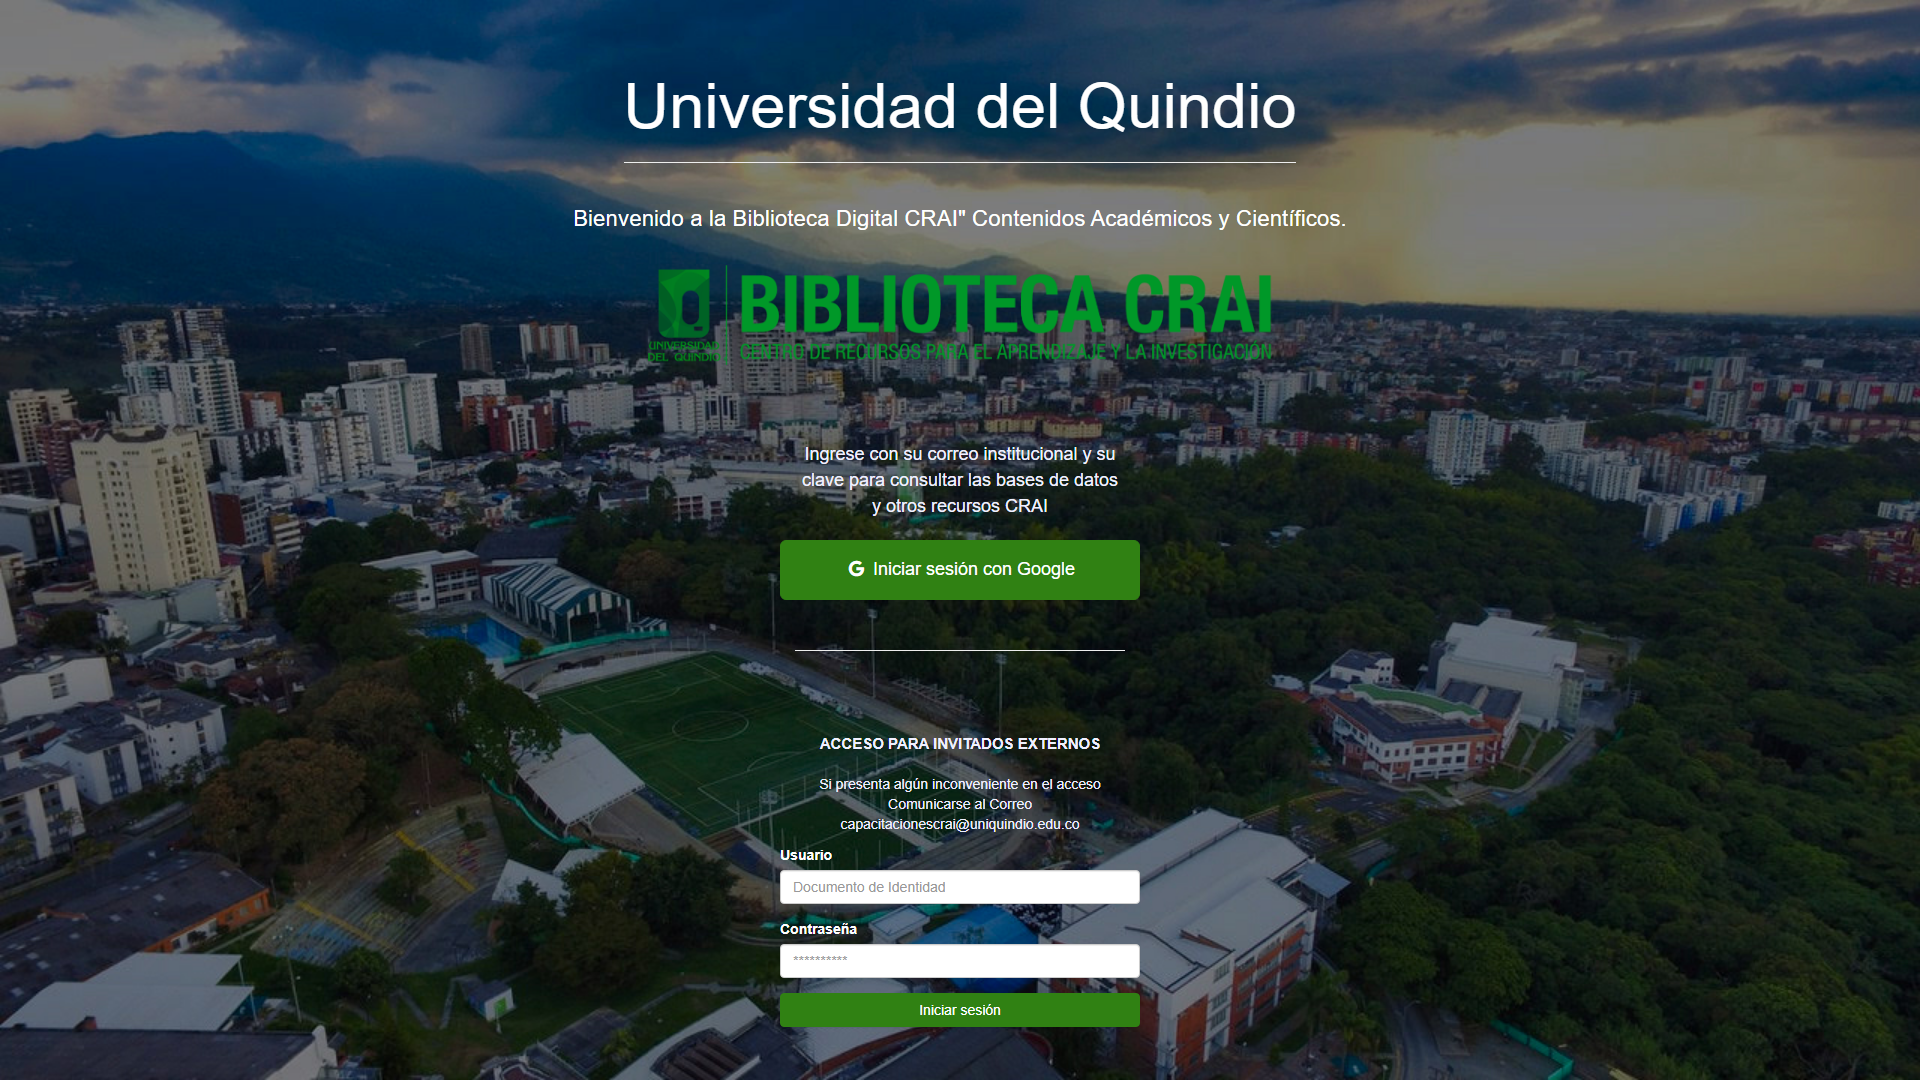 Universidad del Quindio
Bienvenido a la Biblioteca Digital CRAI" Contenidos Académicos y Científicos.
BIBLIOTECA CRAI
UNIVERSIDAD
DEL QUINDÍO
CENTRO DE RECURSOS PARA EL APRENDIZAJE Y LA INVESTIGACIÓN
Ingrese con su correo institucional y su
clave para consultar las bases de datos
y otros recursos CRAI
G Iniciar sesión con Google
ACCESO PARA INVITADOS EXTERNOS
Si presenta algún inconveniente en el acceso
Comunicarse al Correo
capacitacionescrai@uniquindio.edu.co
Usuario
Documento de Identidad
Contraseña
**********
Iniciar sesión